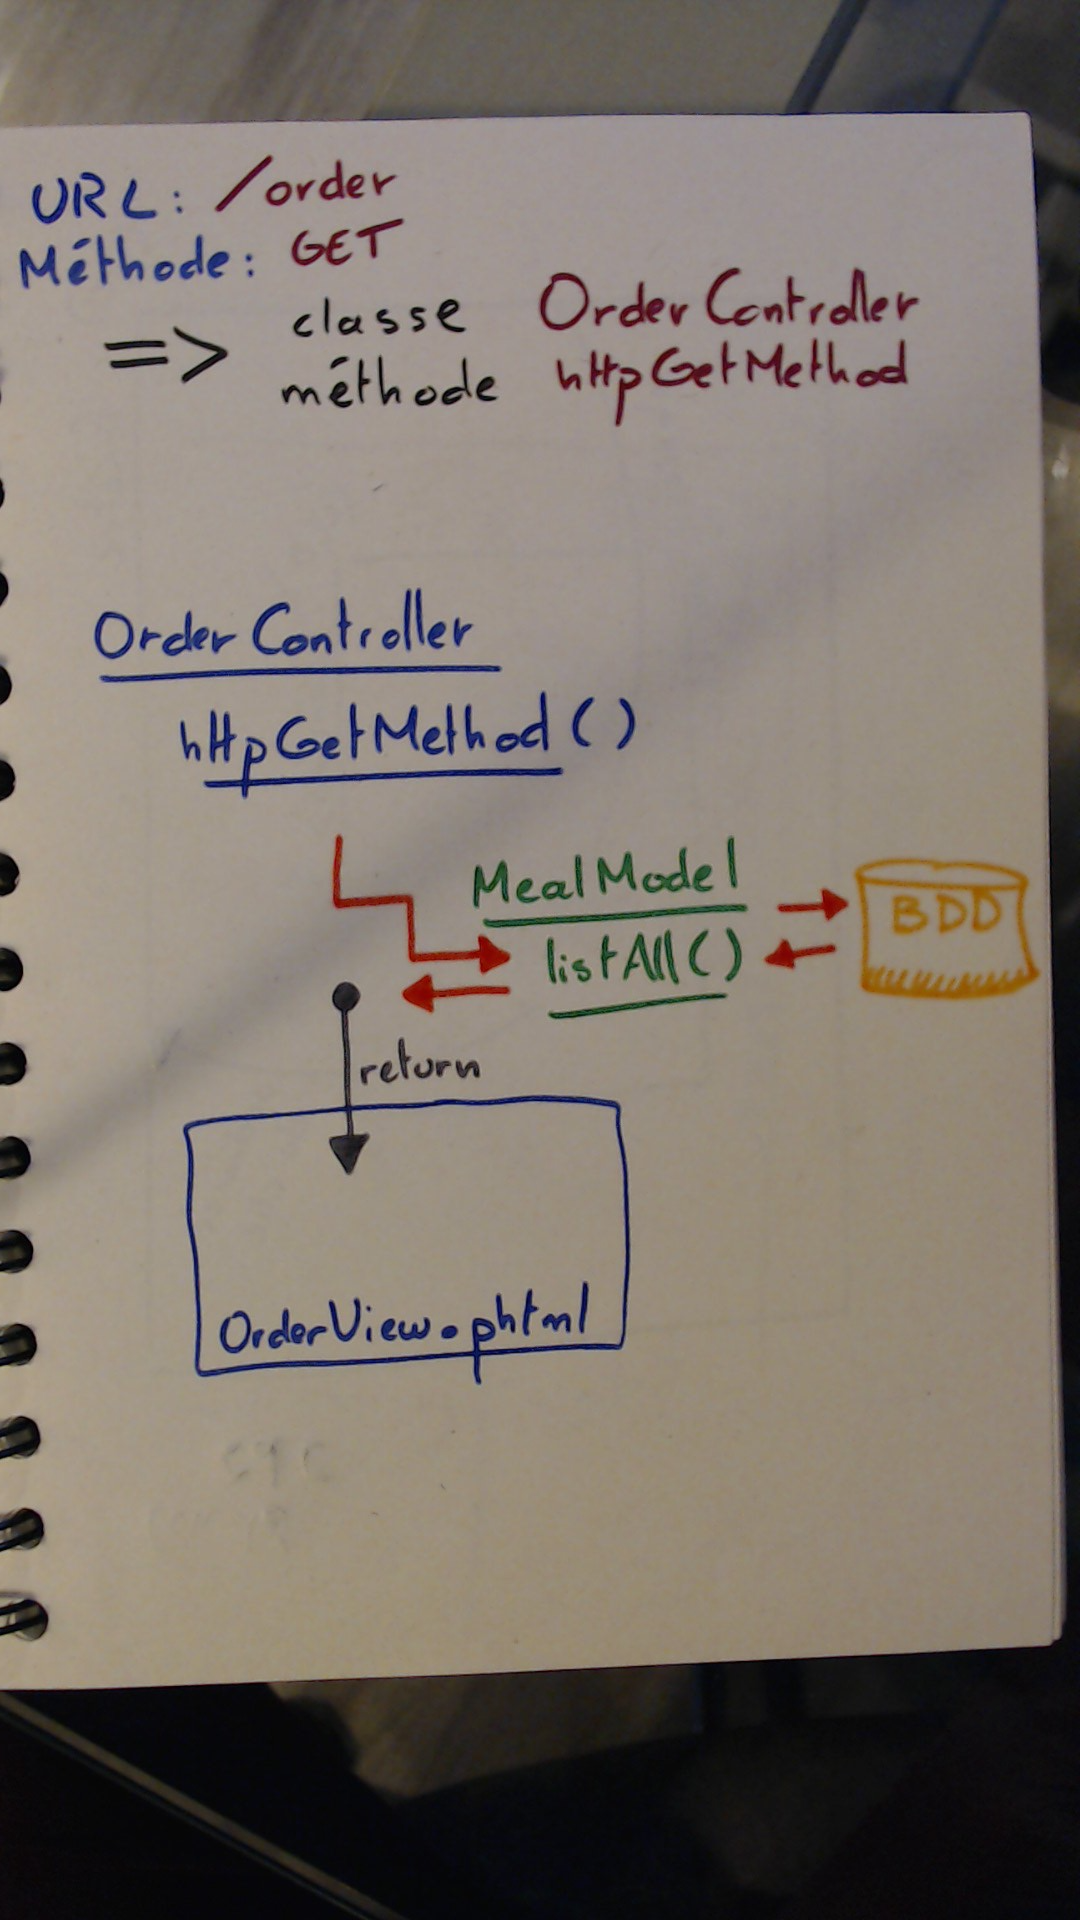 URL: /order
Méthode: GET
=> classe OrderController
méthode httpGetMethod
OrderController
httpGetMethod()
MealModel
BDD
listAll()
return
OrderView.phtml